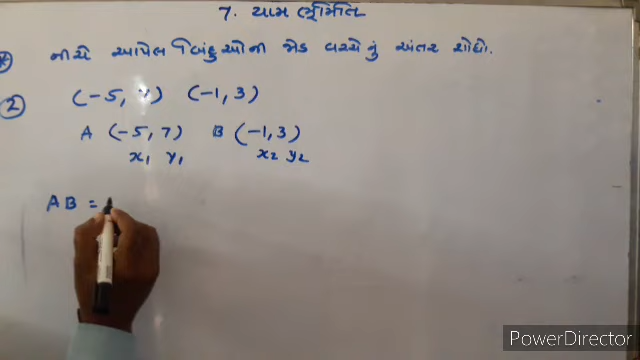 7. યામ ભૂમિતિ
* નીચે આપેલ બિંદુઓની જોડ વચ્ચેનું અંતર શોધો.
2 (-5, 7) (-1, 3)
A (-5, 7) B (-1, 3)
x₁ y₁ x₂ y₂
AB =
PowerDirector